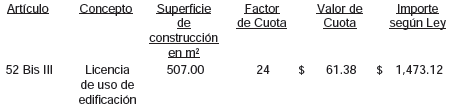 Artículo Concepto Superficie de construcción en m² Factor de Cuota Valor de Cuota Importe según Ley
52 Bis III Licencia de uso de edificación 507.00 24 $ 61.38 $ 1,473.12